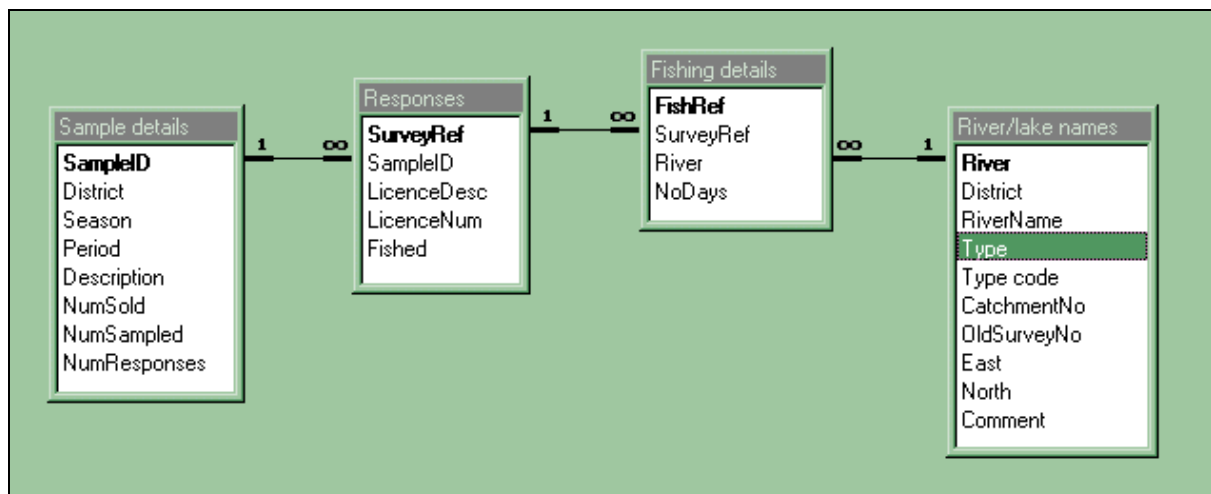 Sample details
SampleID
District
Season
Period
Description
NumSold
NumSampled
NumResponses
1
∞
Responses
SurveyRef
SampleID
LicenceDesc
LicenceNum
Fished
1
∞
Fishing details
FishRef
SurveyRef
River
NoDays
∞
1
River/lake names
River
District
RiverName
Type
Type code
CatchmentNo
OldSurveyNo
East
North
Comment